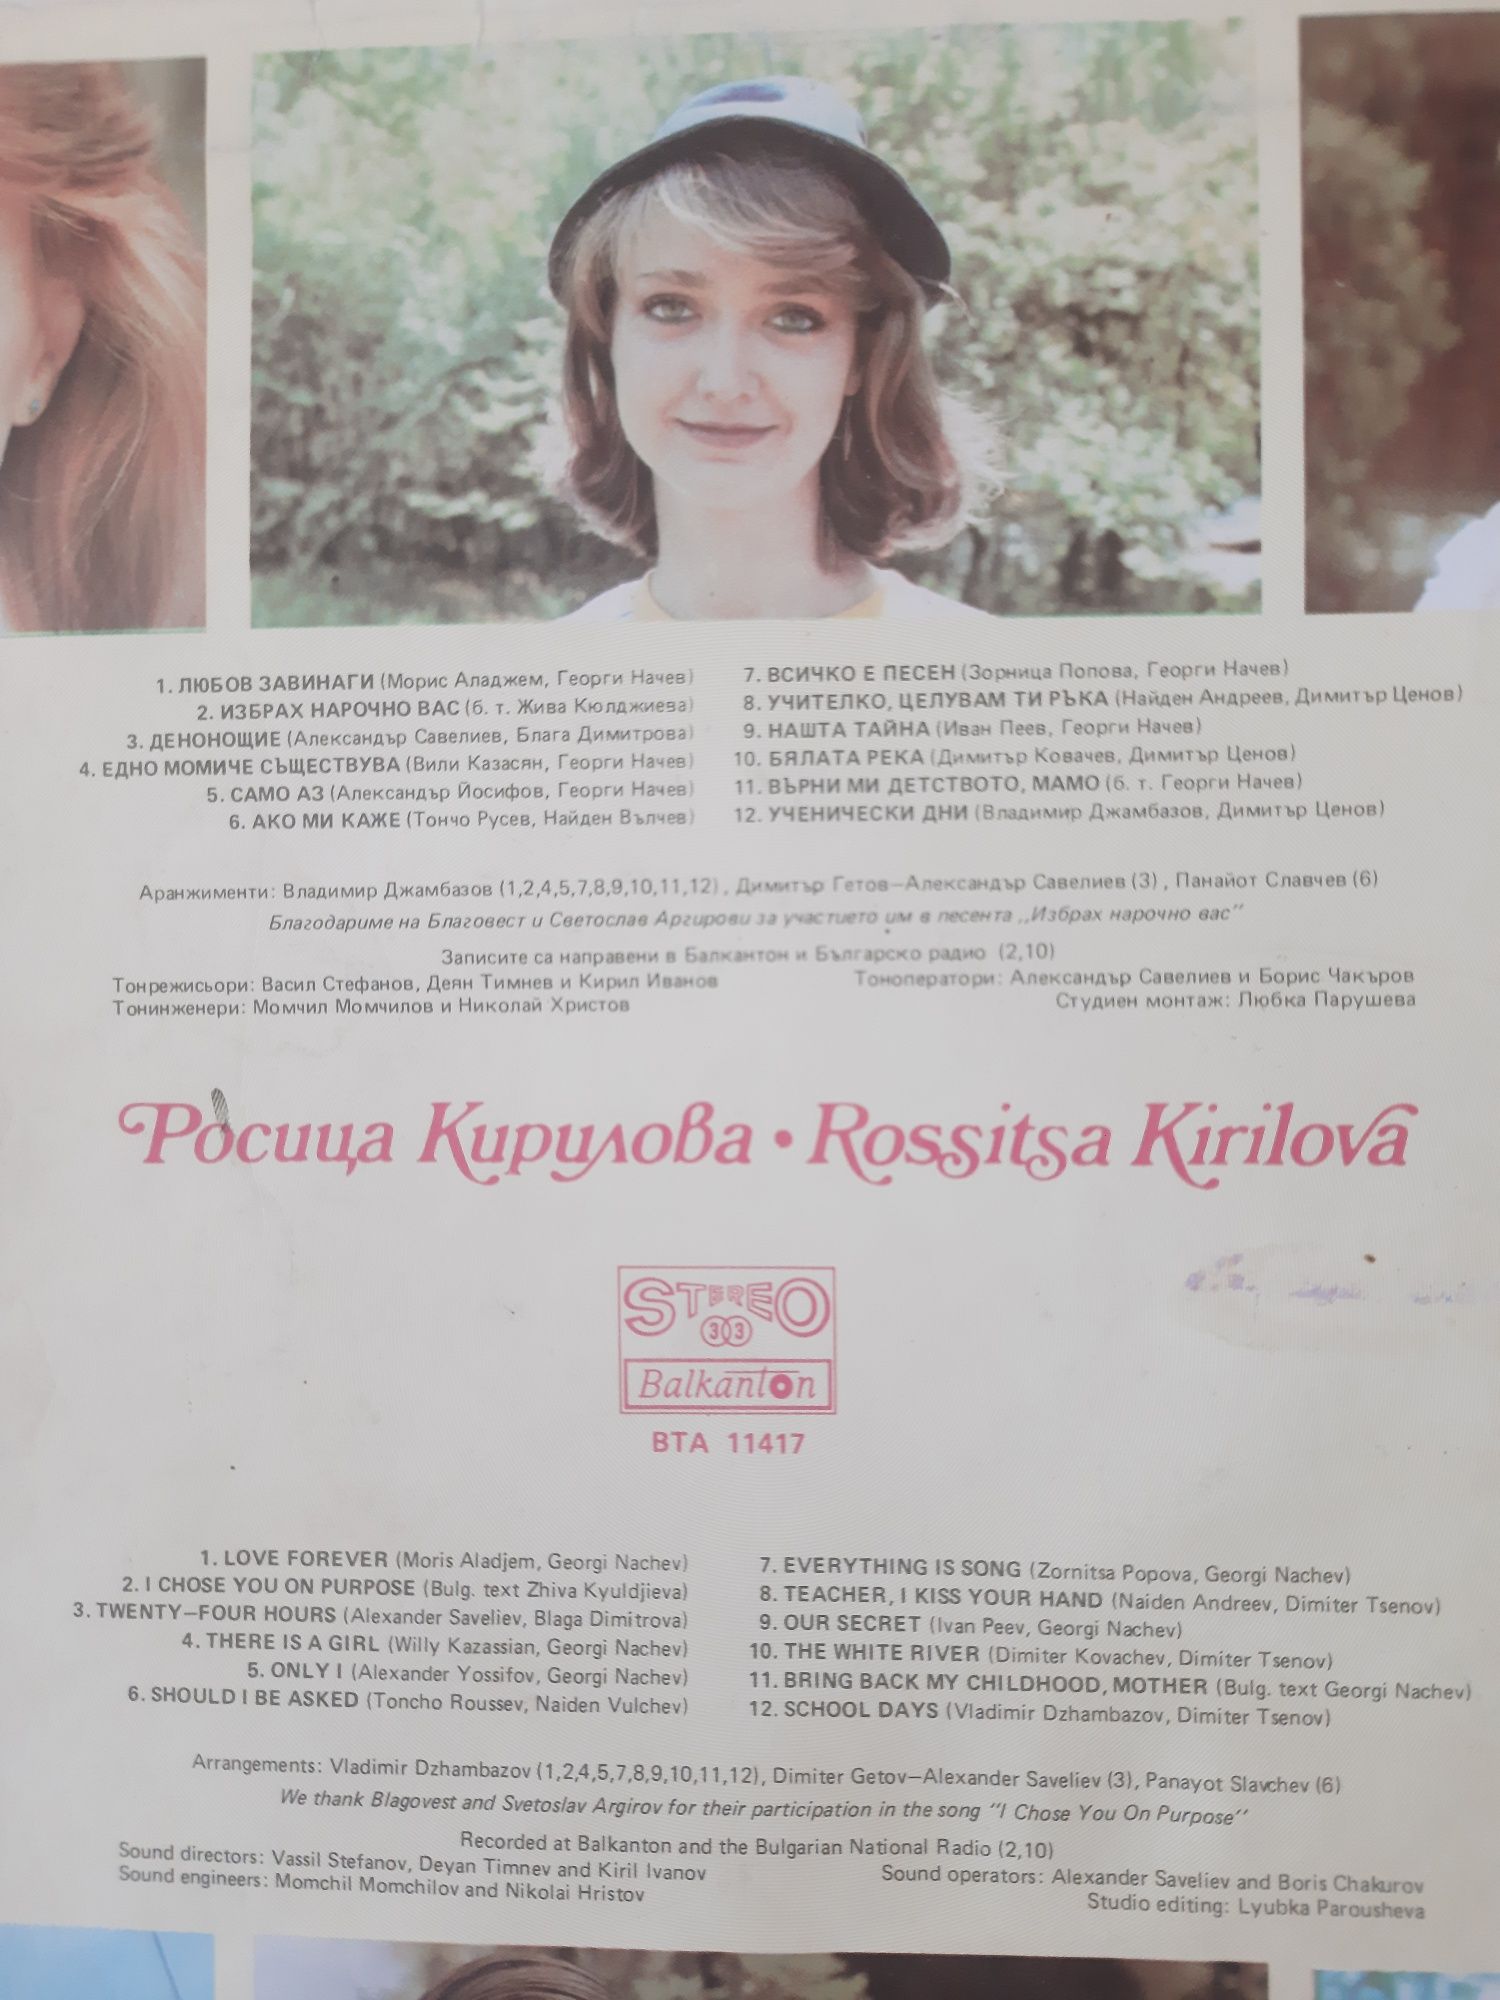 1. ЛЮБОВ ЗАВИНАГИ (Морис Аладжем, Георги Начев)
2. ИЗБРАХ НАРОЧНО ВАС (б. т. Жива Кюлджиева)
3. ДЕНОНОЩИЕ (Александър Савелиев, Блага Димитрова)
4. ЕДНО МОМИЧЕ СЪЩЕСТВУВА (Вили Казасян, Георги Начев)
5. САМО АЗ (Александър Йосифов, Георги Начев)
6. АКО МИ КАЖЕ (Тончо Русев, Найден Вълчев)
7. ВСИЧКО Е ПЕСЕН (Зорница Попова, Георги Начев)
8. УЧИТЕЛКО, ЦЕЛУВАМ ТИ РЪКА (Найден Андреев, Димитър Ценов)
9. НАШТА ТАЙНА (Иван Пеев, Георги Начев)
10. БЯЛАТА РЕКА (Димитър Ковачев, Димитър Ценов)
11. ВЪРНИ МИ ДЕТСТВОТО, МАМО (б. т. Георги Начев)
12. УЧЕНИЧЕСКИ ДНИ (Владимир Джамбазов, Димитър Ценов)
Аранжименти: Владимир Джамбазов (1,2,4,5,7,8,9,10,11,12), Димитър Гетов—Александър Савелиев (3), Панайот Славчев (6)
Благодариме на Благовест и Светослав Аргирови за участието им в песента ,,Избрах нарочно вас''
Записите са направени в Балкантон и Българско радио (2,10)
Тонрежисьори: Васил Стефанов, Деян Тимнев и Кирил Иванов
Тонинженери: Момчил Момчилов и Николай Христов
Тоноператори: Александър Савелиев и Борис Чакъров
Студиен монтаж: Любка Парушева
Росица Кирилова • Rossitsa Kirilova
STEREO
33
Balkanton
ВТА 11417
1. LOVE FOREVER (Moris Aladjem, Georgi Nachev)
2. I CHOSE YOU ON PURPOSE (Bulg. text Zhiva Kyuldjieva)
3. TWENTY—FOUR HOURS (Alexander Saveliev, Blaga Dimitrova)
4. THERE IS A GIRL (Willy Kazassian, Georgi Nachev)
5. ONLY I (Alexander Yossifov, Georgi Nachev)
6. SHOULD I BE ASKED (Toncho Roussev, Naiden Vulchev)
7. EVERYTHING IS SONG (Zornitsa Popova, Georgi Nachev)
8. TEACHER, I KISS YOUR HAND (Naiden Andreev, Dimiter Tsenov)
9. OUR SECRET (Ivan Peev, Georgi Nachev)
10. THE WHITE RIVER (Dimiter Kovachev, Dimiter Tsenov)
11. BRING BACK MY CHILDHOOD, MOTHER (Bulg. text Georgi Nachev)
12. SCHOOL DAYS (Vladimir Dzhambazov, Dimiter Tsenov)
Arrangements: Vladimir Dzhambazov (1,2,4,5,7,8,9,10,11,12), Dimiter Getov—Alexander Saveliev (3), Panayot Slavchev (6)
We thank Blagovest and Svetoslav Argirov for their participation in the song ''I Chose You On Purpose''
Recorded at Balkanton and the Bulgarian National Radio (2,10)
Sound directors: Vassil Stefanov, Deyan Timnev and Kiril Ivanov
Sound engineers: Momchil Momchilov and Nikolai Hristov
Sound operators: Alexander Saveliev and Boris Chakurov
Studio editing: Lyubka Parousheva